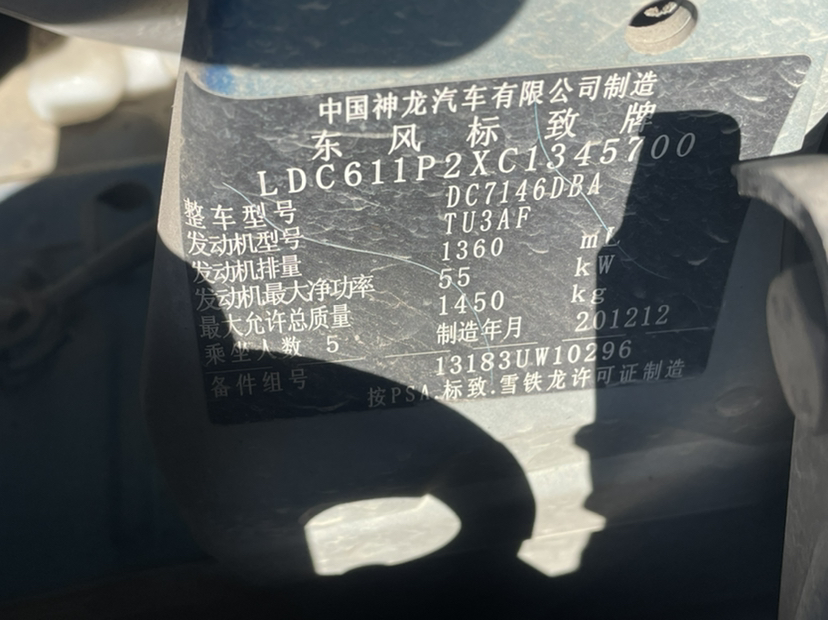 中国神龙汽车有限公司制造
东风标致牌
LDC611P2XC1345700
整车型号 DC7146DBA
发动机型号 TU3AF
发动机排量 1360 mL
发动机最大净功率 55 kW
最大允许总质量 1450 kg
乘坐人数 5 制造年月 201212
备件组号 13183UW10296
按PSA.标致.雪铁龙许可证制造